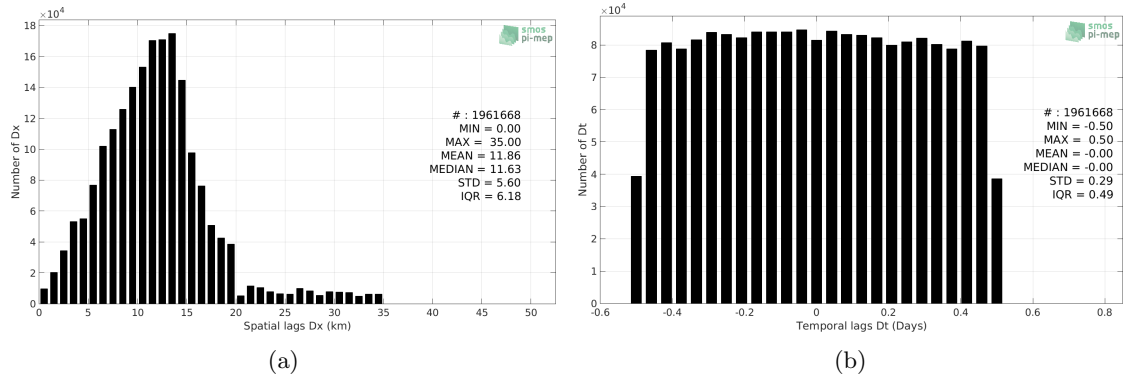 ×10⁴
18
16
14
12
10
8
6
4
2
0
Number of Dx
0 5 10 15 20 25 30 35 40 45 50
Spatial lags Dx (km)
smos
pi-mep
# : 1961668
MIN = 0.00
MAX = 35.00
MEAN = 11.86
MEDIAN = 11.63
STD = 5.60
IQR = 6.18
(a)
×10⁴
8
7
6
5
4
3
2
1
0
Number of Dt
-0.6 -0.4 -0.2 0 0.2 0.4 0.6 0.8
Temporal lags Dt (Days)
smos
pi-mep
# : 1961668
MIN = -0.50
MAX = 0.50
MEAN = -0.00
MEDIAN = -0.00
STD = 0.29
IQR = 0.49
(b)